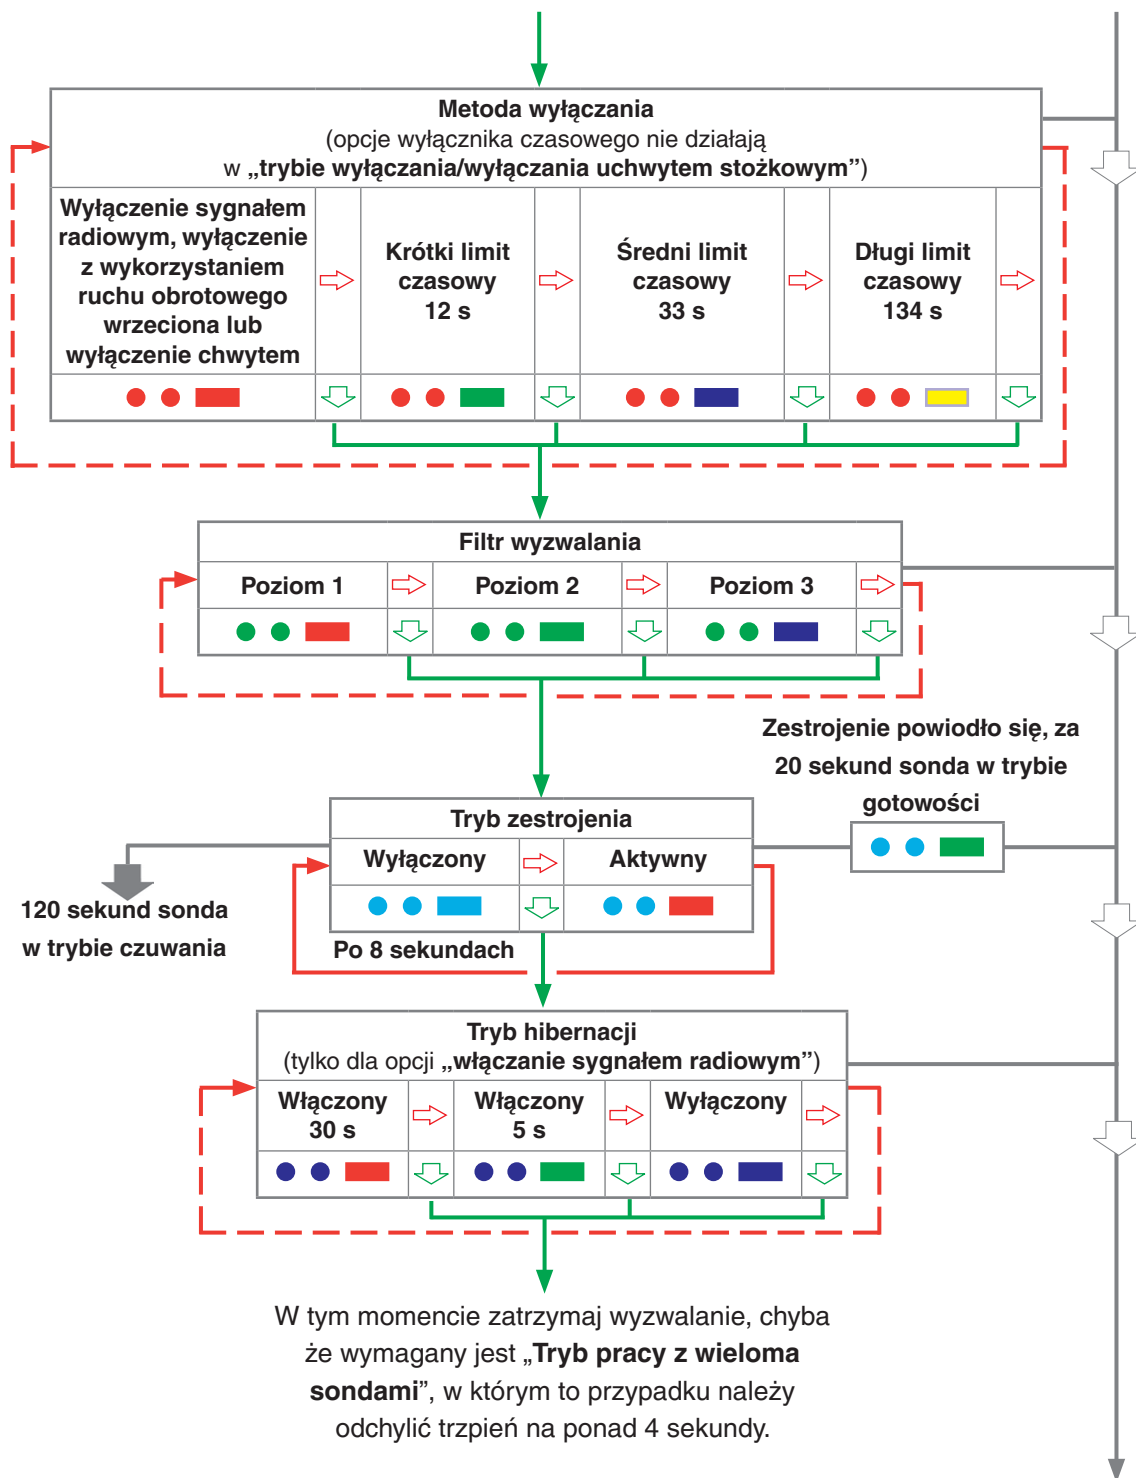 Metoda wyłączania
(opcje wyłącznika czasowego nie działają
w „trybie wyłączania/wyłączania uchwytem stożkowym”)
Wyłączenie sygnałem
radiowym, wyłączenie
z wykorzystaniem
ruchu obrotowego
wrzeciona lub
wyłączenie chwytem
Krótki limit
czasowy
12 s
Średni limit
czasowy
33 s
Długi limit
czasowy
134 s
Filtr wyzwalania
Poziom 1
Poziom 2
Poziom 3
Zestrojenie powiodło się, za
20 sekund sonda w trybie
gotowości
Tryb zestrojenia
Wyłączony
Aktywny
120 sekund sonda
w trybie czuwania
Po 8 sekundach
Tryb hibernacji
(tylko dla opcji „włączanie sygnałem radiowym”)
Włączony
30 s
Włączony
5 s
Wyłączony
W tym momencie zatrzymaj wyzwalanie, chyba
że wymagany jest „Tryb pracy z wieloma
sondami”, w którym to przypadku należy
odchylić trzpień na ponad 4 sekundy.